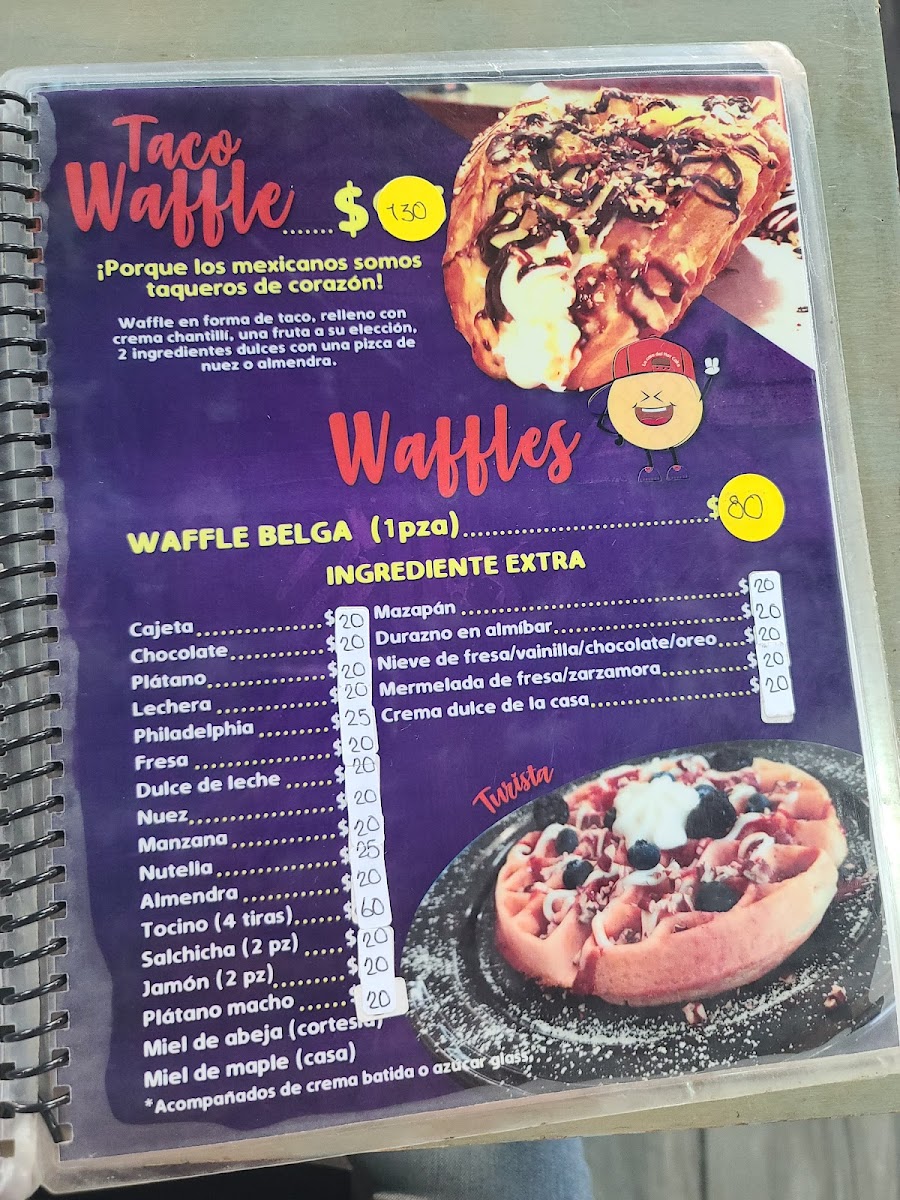 Taco
Waffle.......$ 130
¡Porque los mexicanos somos
taqueros de corazón!
Waffle en forma de taco, relleno con
crema chantillí, una fruta a su elección,
2 ingredientes dulces con una pizca de
nuez o almendra.
Waffles
WAFFLE BELGA (1pza)..............................$ 80
INGREDIENTE EXTRA
Cajeta..................$ 20
Chocolate.............$ 20
Plátano................$ 20
Lechera ...............$ 20
Philadelphia .........$ 25
Fresa ...................$ 20
Dulce de leche ......$ 20
Nuez....................$ 20
Manzana ..............$ 20
Nutella ................$ 25
Almendra .............$ 20
Tocino (4 tiras)......$ 60
Salchicha (2 pz) .....$ 20
Jamón (2 pz)..........$ 20
Plátano macho ......$ 20
Miel de abeja (cortesía)
Miel de maple (casa)
*Acompañados de crema batida o azúcar glass.
Mazapán ........................................$ 20
Durazno en almíbar...........................$ 20
Nieve de fresa/vainilla/chocolate/oreo....$ 20
Mermelada de fresa/zarzamora............$ 20
Crema dulce de la casa.......................$ 20
Turista